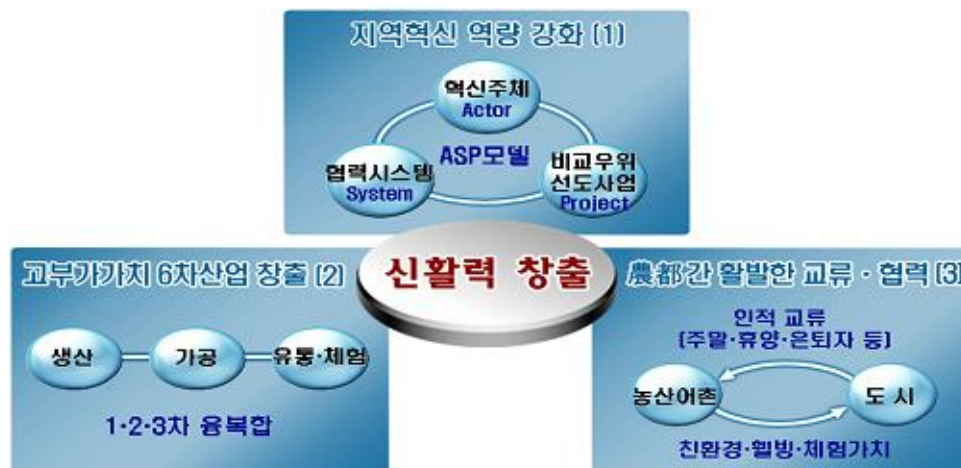 지역혁신 역량 강화 (1)
혁신주체
Actor
ASP모델
협력시스템
System
비교우위
선도사업
Project
신활력 창출
고부가가치 6차산업 창출 (2)
생산
가공
유통·체험
1·2·3차 융복합
農都간 활발한 교류·협력 (3)
인적 교류
(주말·휴양·은퇴자 등)
농산어촌
도 시
친환경·웰빙·체험가치